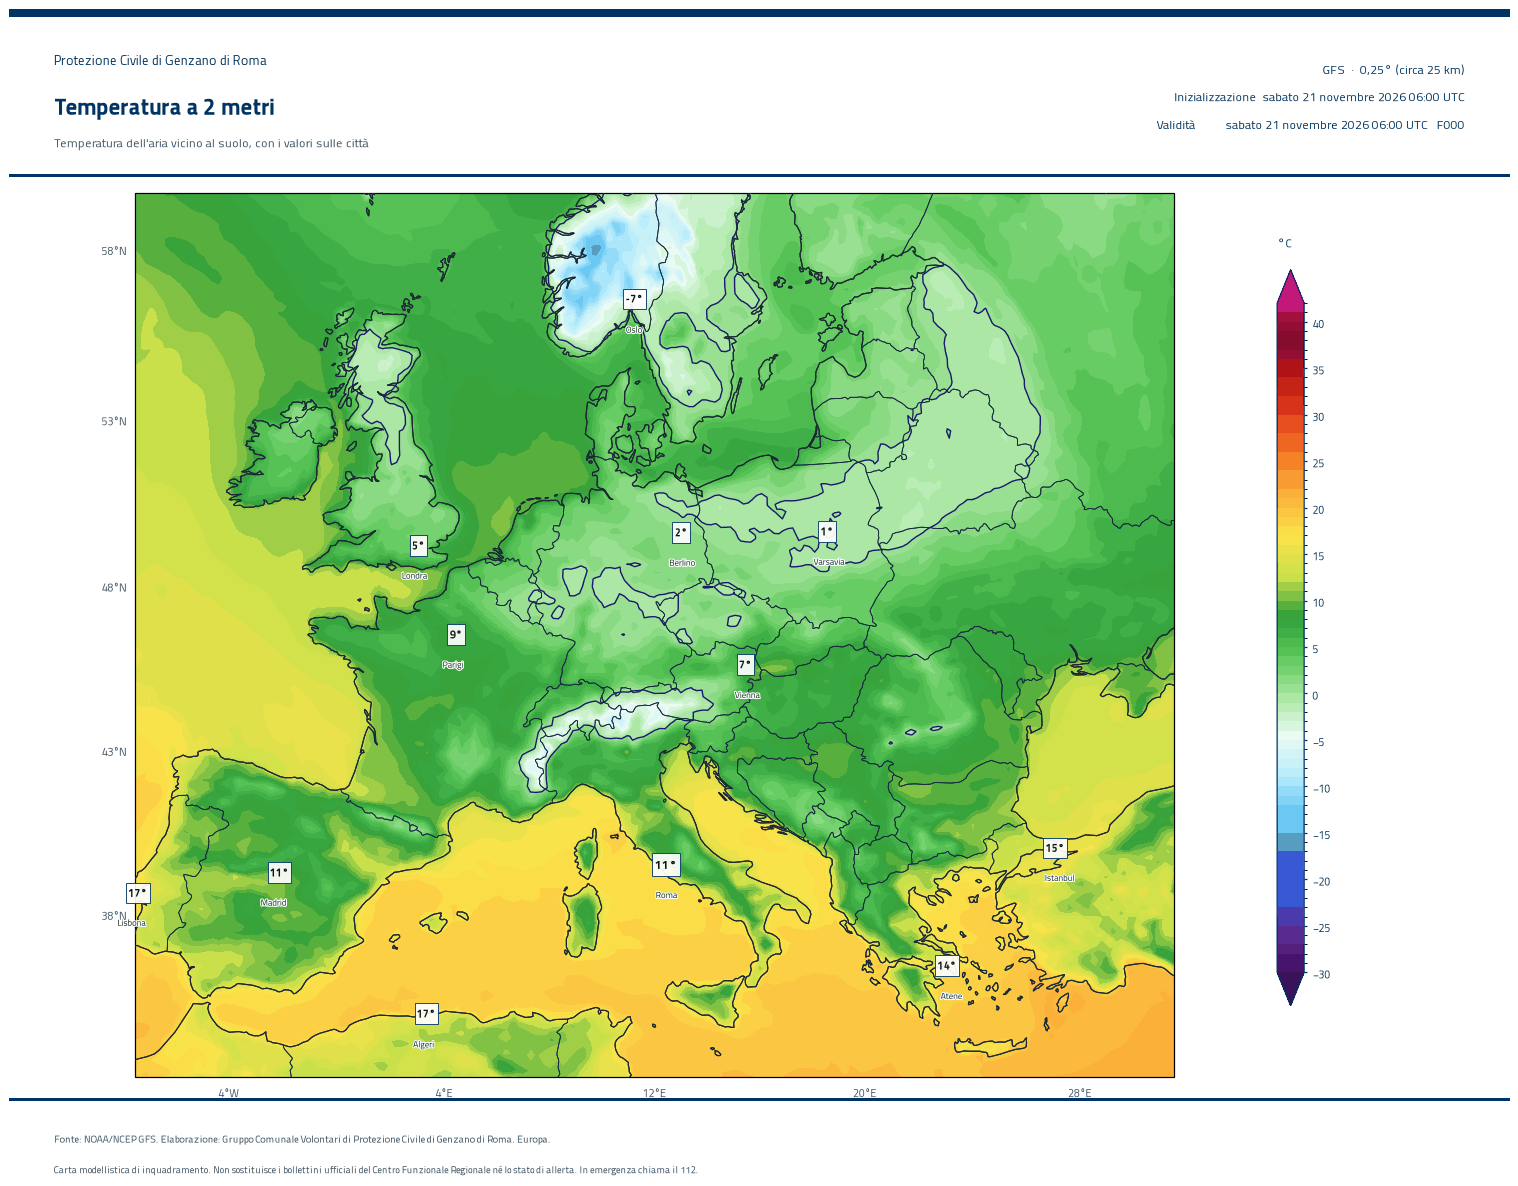 Protezione Civile di Genzano di Roma
Temperatura a 2 metri
Temperatura dell'aria vicino al suolo, con i valori sulle città
GFS · 0,25° (circa 25 km)
Inizializzazione sabato 21 novembre 2026 06:00 UTC
Validità sabato 21 novembre 2026 06:00 UTC F000
58°N
53°N
48°N
43°N
38°N
-7°
Oslo
5°
Londra
2°
Berlino
1°
Varsavia
9°
Parigi
7°
Vienna
15°
Istanbul
11°
Madrid
11°
Roma
17°
Lisbona
14°
Atene
17°
Algeri
4°W
4°E
12°E
20°E
28°E
°C
40
35
30
25
20
15
10
5
0
−5
−10
−15
−20
−25
−30
Fonte: NOAA/NCEP GFS. Elaborazione: Gruppo Comunale Volontari di Protezione Civile di Genzano di Roma. Europa.
Carta modellistica di inquadramento. Non sostituisce i bollettini ufficiali del Centro Funzionale Regionale né lo stato di allerta. In emergenza chiama il 112.